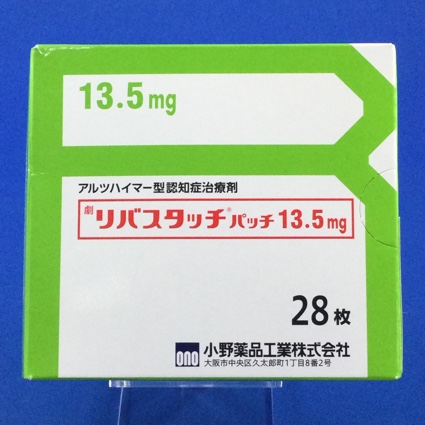 13.5mg
アルツハイマー型認知症治療剤
劇 リバスタッチ®パッチ 13.5mg
28枚
ono 小野薬品工業株式会社
大阪市中央区久太郎町1丁目8番2号